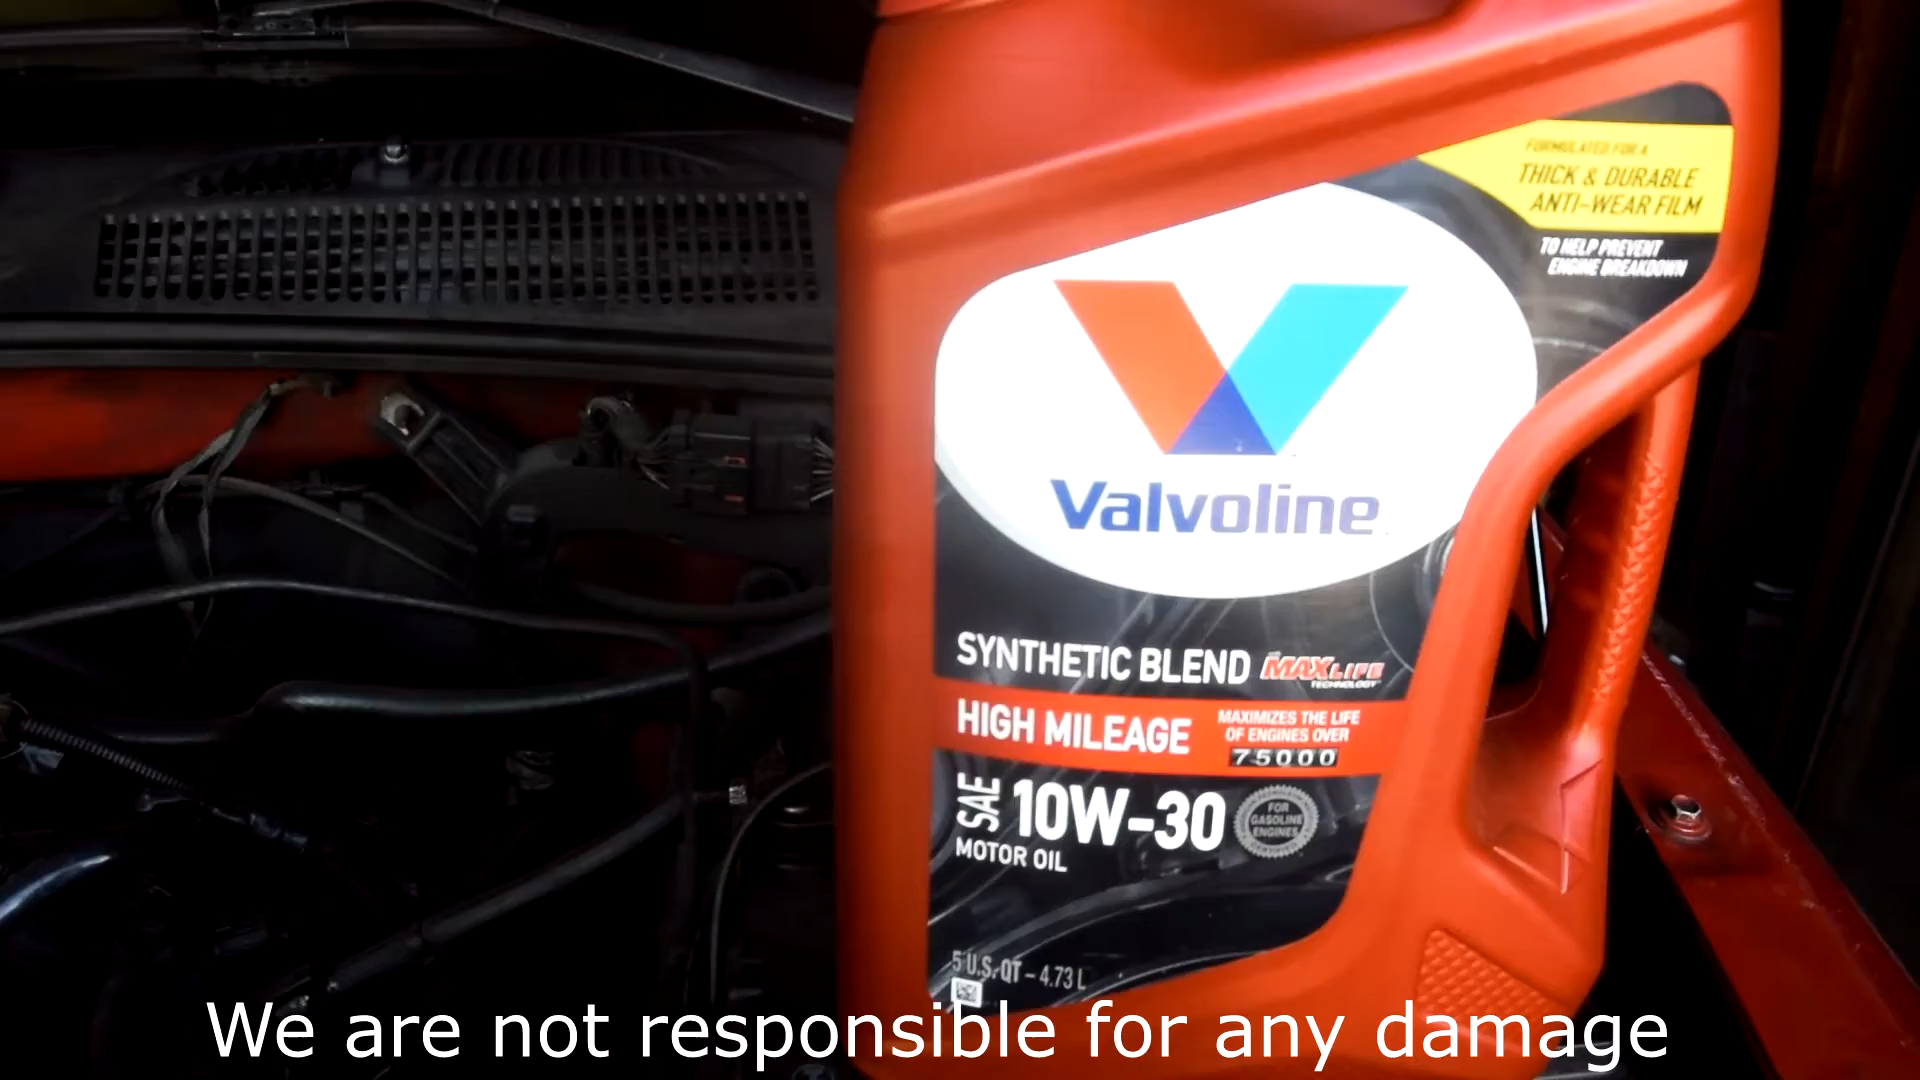 FORMULATED FOR A
THICK & DURABLE
ANTI-WEAR FILM
TO HELP PREVENT
ENGINE BREAKDOWN
Valvoline
SYNTHETIC BLEND
MAXLIFE
TECHNOLOGY
HIGH MILEAGE
MAXIMIZES THE LIFE
OF ENGINES OVER
75000
SAE 10W-30
MOTOR OIL
FOR
GASOLINE
ENGINES
5 U.S. QT – 4.73 L
We are not responsible for any damage